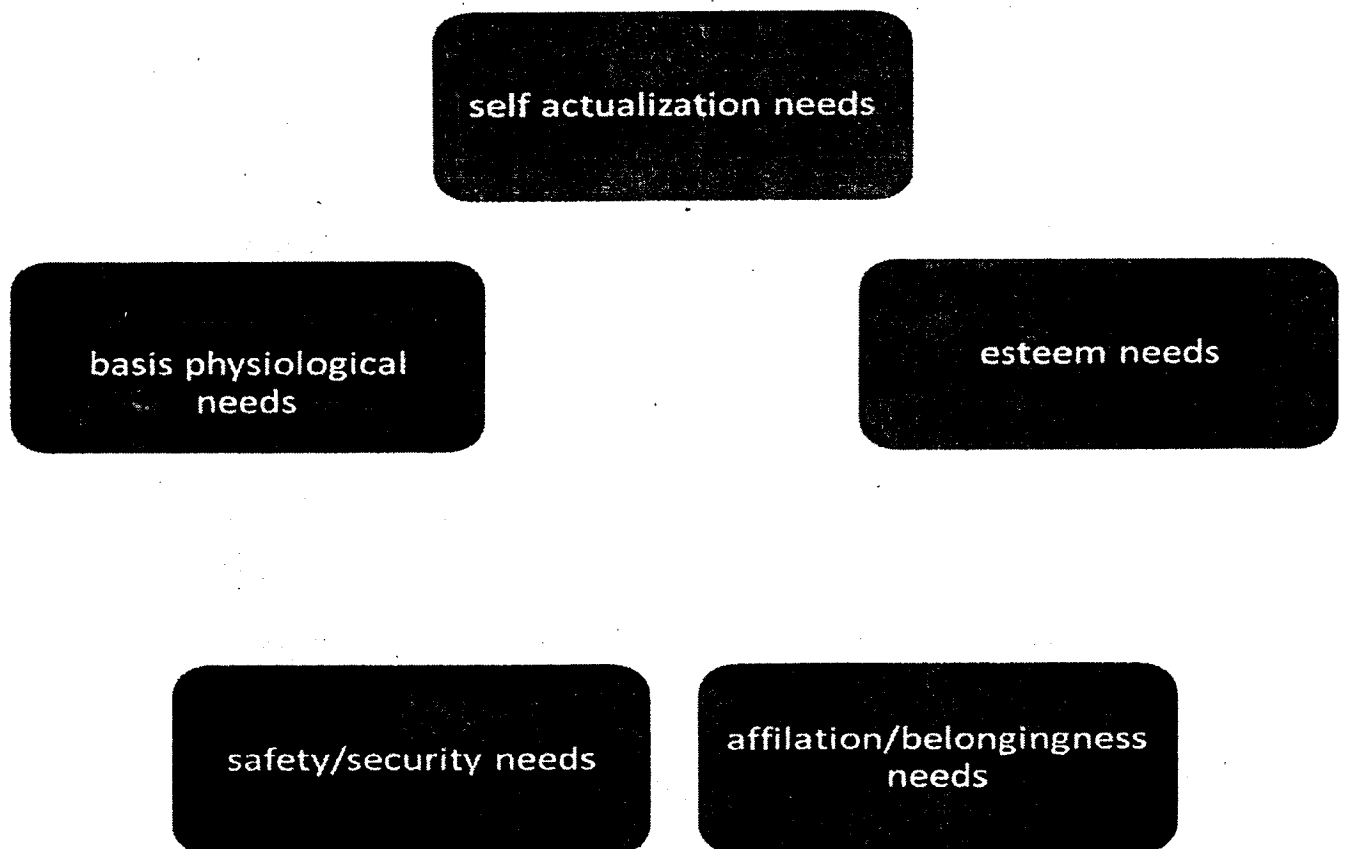 self actualization needs
basis physiological
needs
esteem needs
safety/security needs
affilation/belongingness
needs